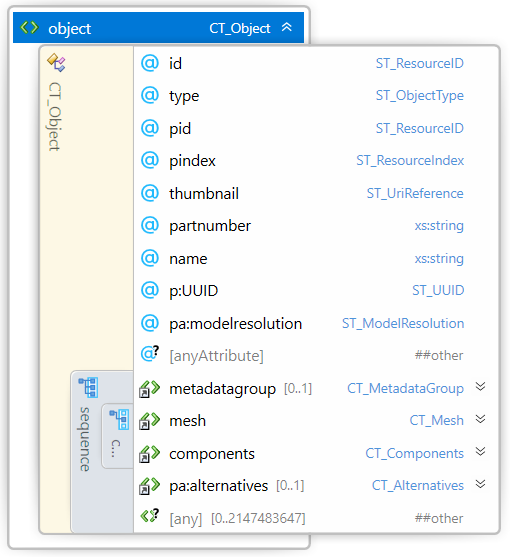 object CT_Object
CT_Object
id ST_ResourceID
type ST_ObjectType
pid ST_ResourceID
pindex ST_ResourceIndex
thumbnail ST_UriReference
partnumber xs:string
name xs:string
p:UUID ST_UUID
pa:modelresolution ST_ModelResolution
[anyAttribute] ##other
sequence
C...
metadatagroup [0..1] CT_MetadataGroup
mesh CT_Mesh
components CT_Components
pa:alternatives [0..1] CT_Alternatives
[any] [0..2147483647] ##other